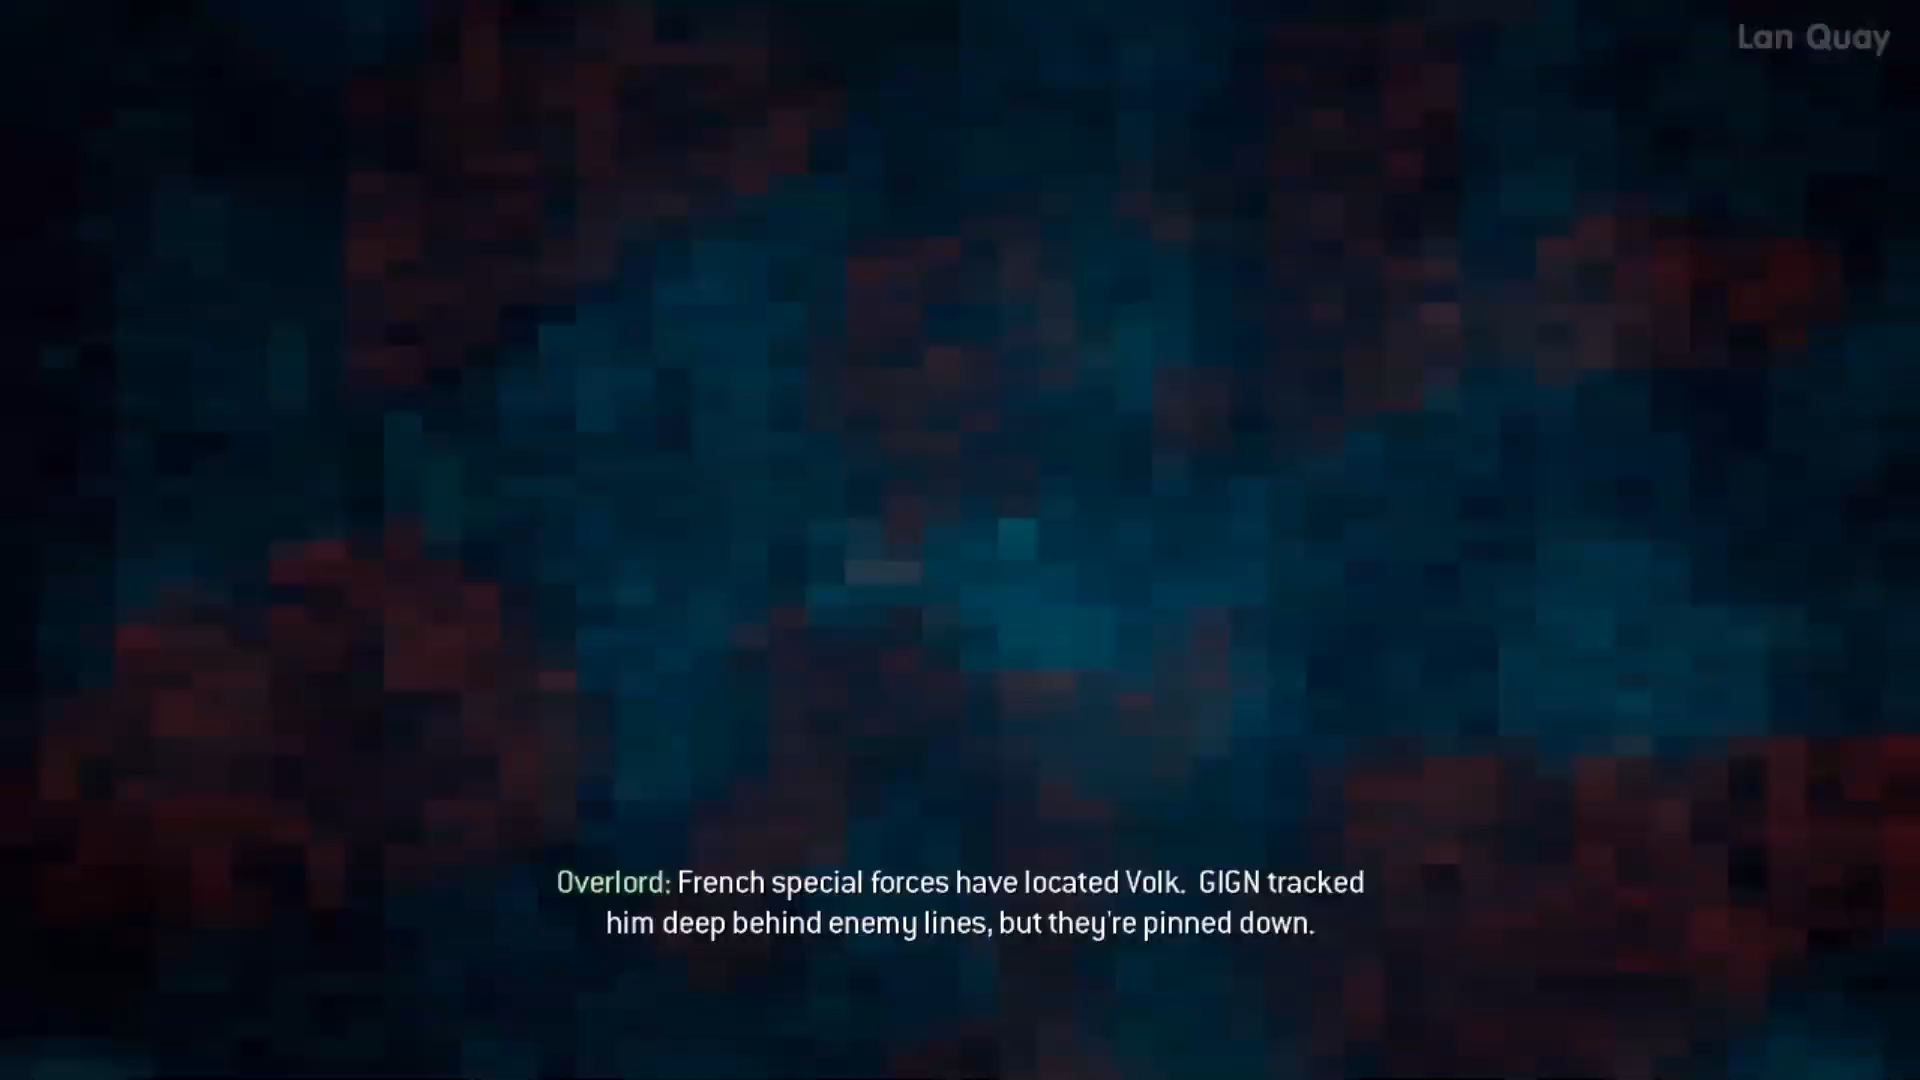 Lan Quay
Overlord: French special forces have located Volk.  GIGN tracked
him deep behind enemy lines, but they're pinned down.